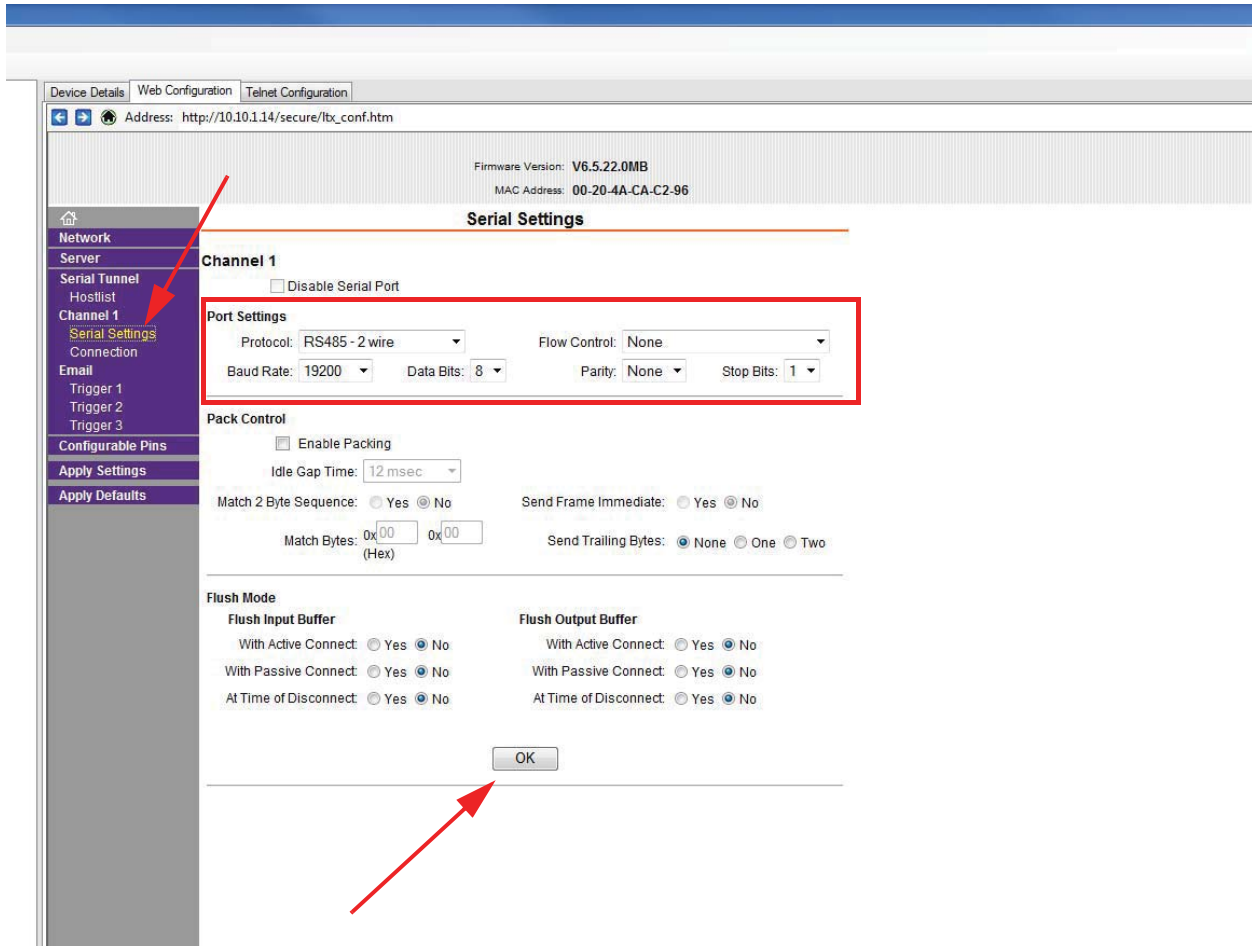 Device Details Web Configuration Telnet Configuration
Address: http://10.10.1.14/secure/ltx_conf.htm
Firmware Version: V6.5.22.0MB
MAC Address: 00-20-4A-CA-C2-96
Network
Server
Serial Tunnel
Hostlist
Channel 1
Serial Settings
Connection
Email
Trigger 1
Trigger 2
Trigger 3
Configurable Pins
Apply Settings
Apply Defaults
Serial Settings
Channel 1
Disable Serial Port
Port Settings
Protocol: RS485 - 2 wire Flow Control: None
Baud Rate: 19200 Data Bits: 8 Parity: None Stop Bits: 1
Pack Control
Enable Packing
Idle Gap Time: 12 msec
Match 2 Byte Sequence: Yes No Send Frame Immediate: Yes No
Match Bytes: 0x 00 0x 00 Send Trailing Bytes: None One Two
(Hex)
Flush Mode
Flush Input Buffer Flush Output Buffer
With Active Connect: Yes No With Active Connect: Yes No
With Passive Connect: Yes No With Passive Connect: Yes No
At Time of Disconnect: Yes No At Time of Disconnect: Yes No
OK